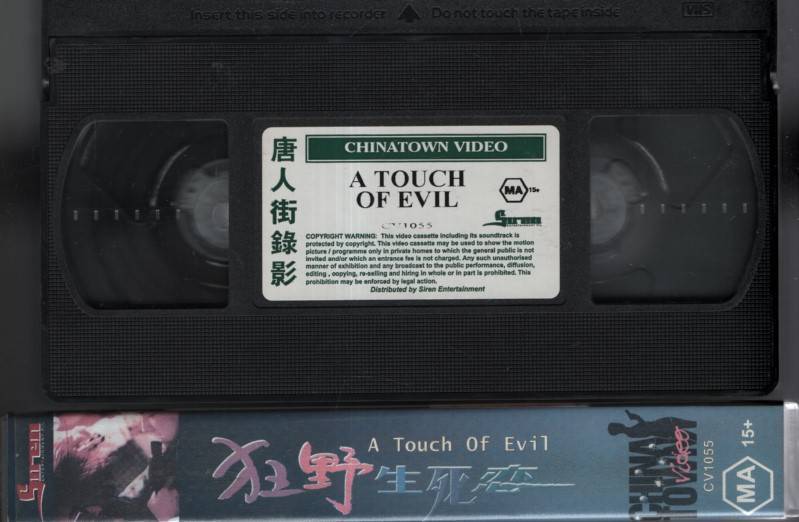 Insert this side into recorder Do not touch the tape inside
VHS
唐人街錄影
CHINATOWN VIDEO
A TOUCH
OF EVIL
MA 15+
CV1055
Siren
ENTERTAINMENT
COPYRIGHT WARNING: This video cassette including its soundtrack is
protected by copyright. This video cassette may be used to show the motion
picture / programme only in private homes to which the general public is not
invited and/or which an entrance fee is not charged. Any such unauthorised
manner of exhibition and any broadcast to the public performance, diffusion,
editing , copying, re-selling and hiring in whole or in part is prohibited. This
prohibition may be enforced by legal action.
Distributed by Siren Entertainment
Siren
ENTERTAINMENT
狂野生死恋
A Touch Of Evil
CHINA
TOWN
Video
CV1055
MA 15+